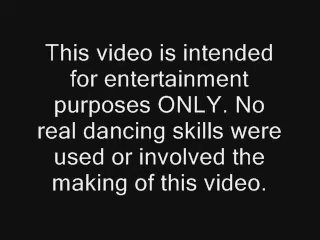 This video is intended
for entertainment
purposes ONLY. No
real dancing skills were
used or involved the
making of this video.